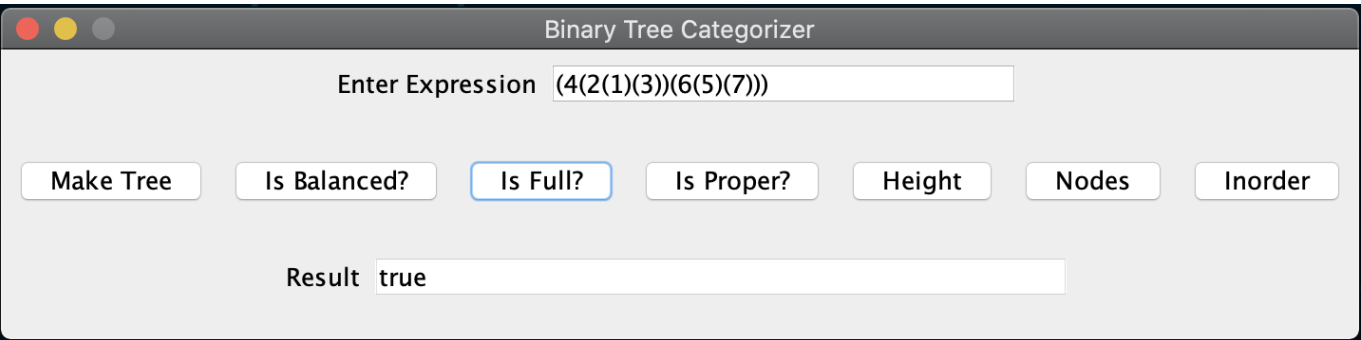 Binary Tree Categorizer
Enter Expression (4(2(1)(3))(6(5)(7)))
Make Tree Is Balanced? Is Full? Is Proper? Height Nodes Inorder
Result true